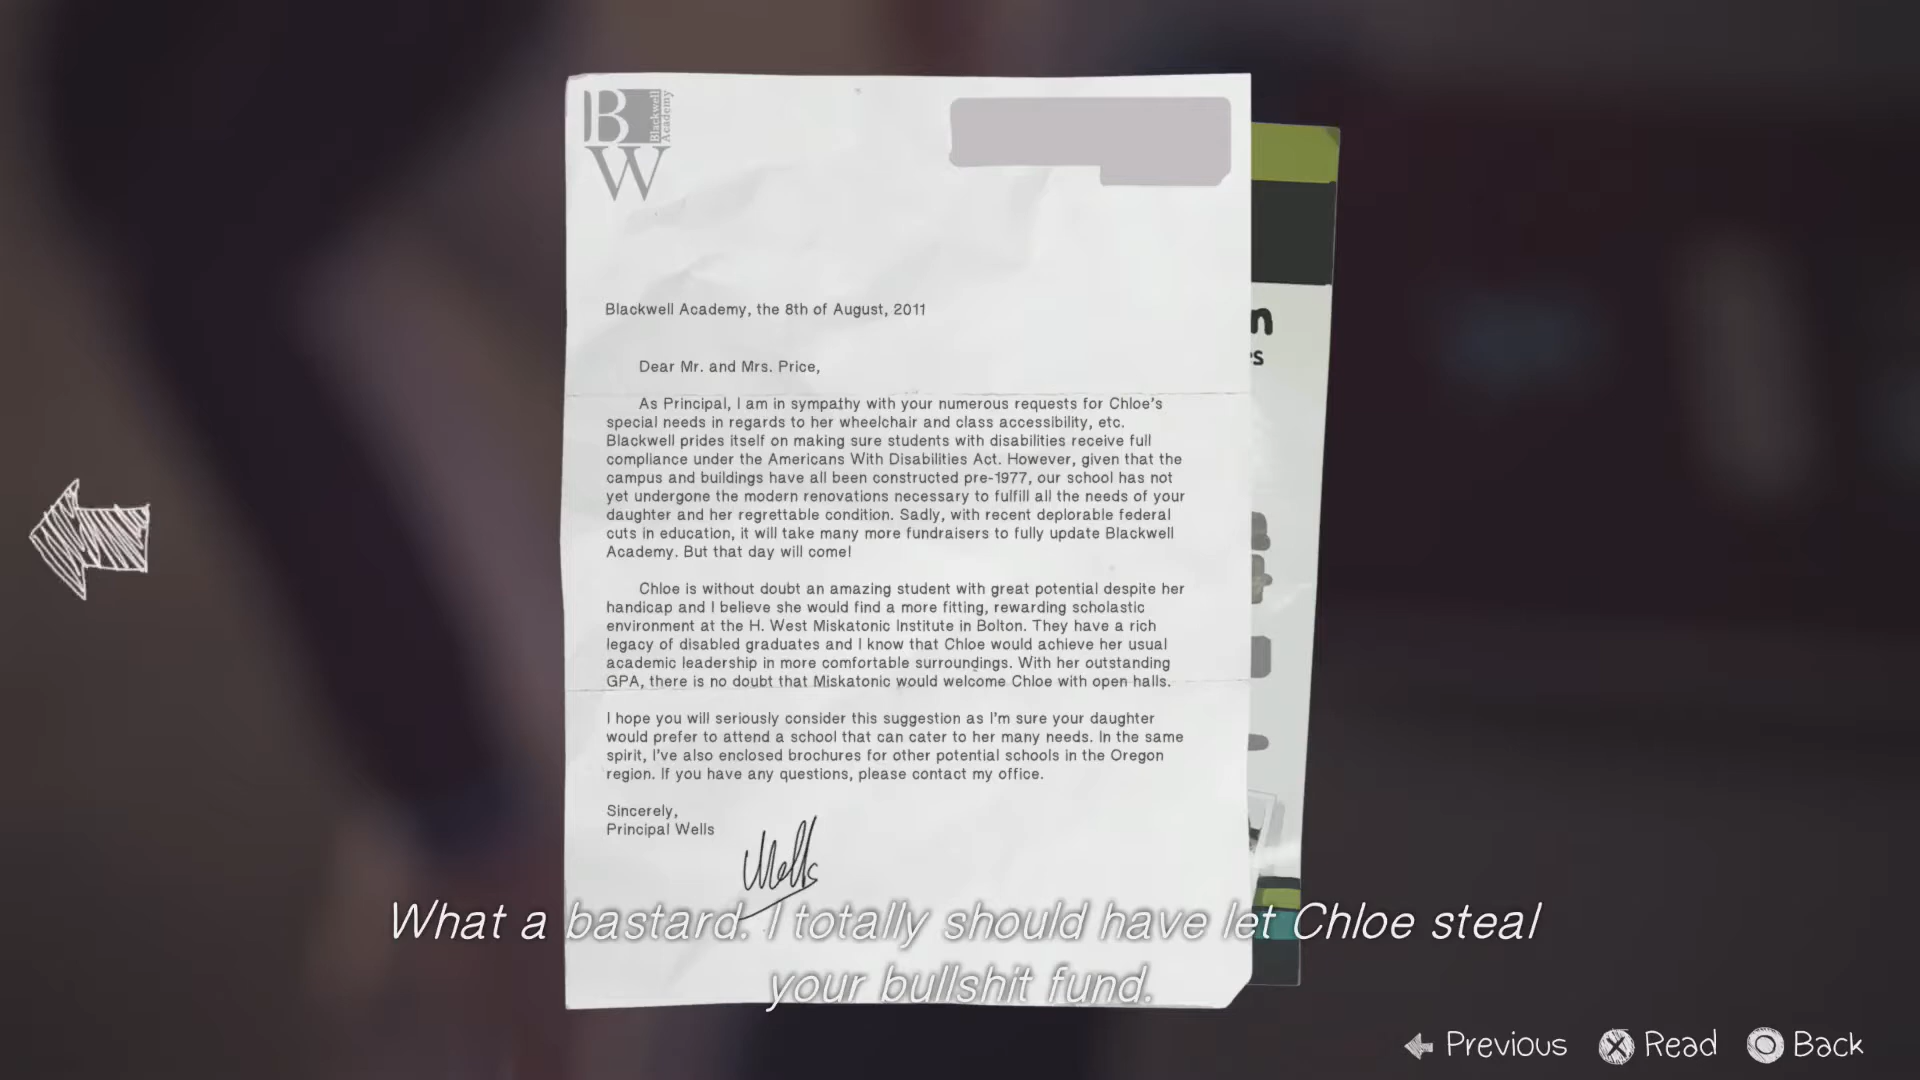 BW Blackwell Academy
Blackwell Academy, the 8th of August, 2011
Dear Mr. and Mrs. Price,
As Principal, I am in sympathy with your numerous requests for Chloe's
special needs in regards to her wheelchair and class accessibility, etc.
Blackwell prides itself on making sure students with disabilities receive full
compliance under the Americans With Disabilities Act. However, given that the
campus and buildings have all been constructed pre-1977, our school has not
yet undergone the modern renovations necessary to fulfill all the needs of your
daughter and her regrettable condition. Sadly, with recent deplorable federal
cuts in education, it will take many more fundraisers to fully update Blackwell
Academy. But that day will come!
Chloe is without doubt an amazing student with great potential despite her
handicap and I believe she would find a more fitting, rewarding scholastic
environment at the H. West Miskatonic Institute in Bolton. They have a rich
legacy of disabled graduates and I know that Chloe would achieve her usual
academic leadership in more comfortable surroundings. With her outstanding
GPA, there is no doubt that Miskatonic would welcome Chloe with open halls.
I hope you will seriously consider this suggestion as I'm sure your daughter
would prefer to attend a school that can cater to her many needs. In the same
spirit, I've also enclosed brochures for other potential schools in the Oregon
region. If you have any questions, please contact my office.
Sincerely,
Principal Wells
Wells
What a bastard. I totally should have let Chloe steal
your bullshit fund.
n
es
Previous Read Back